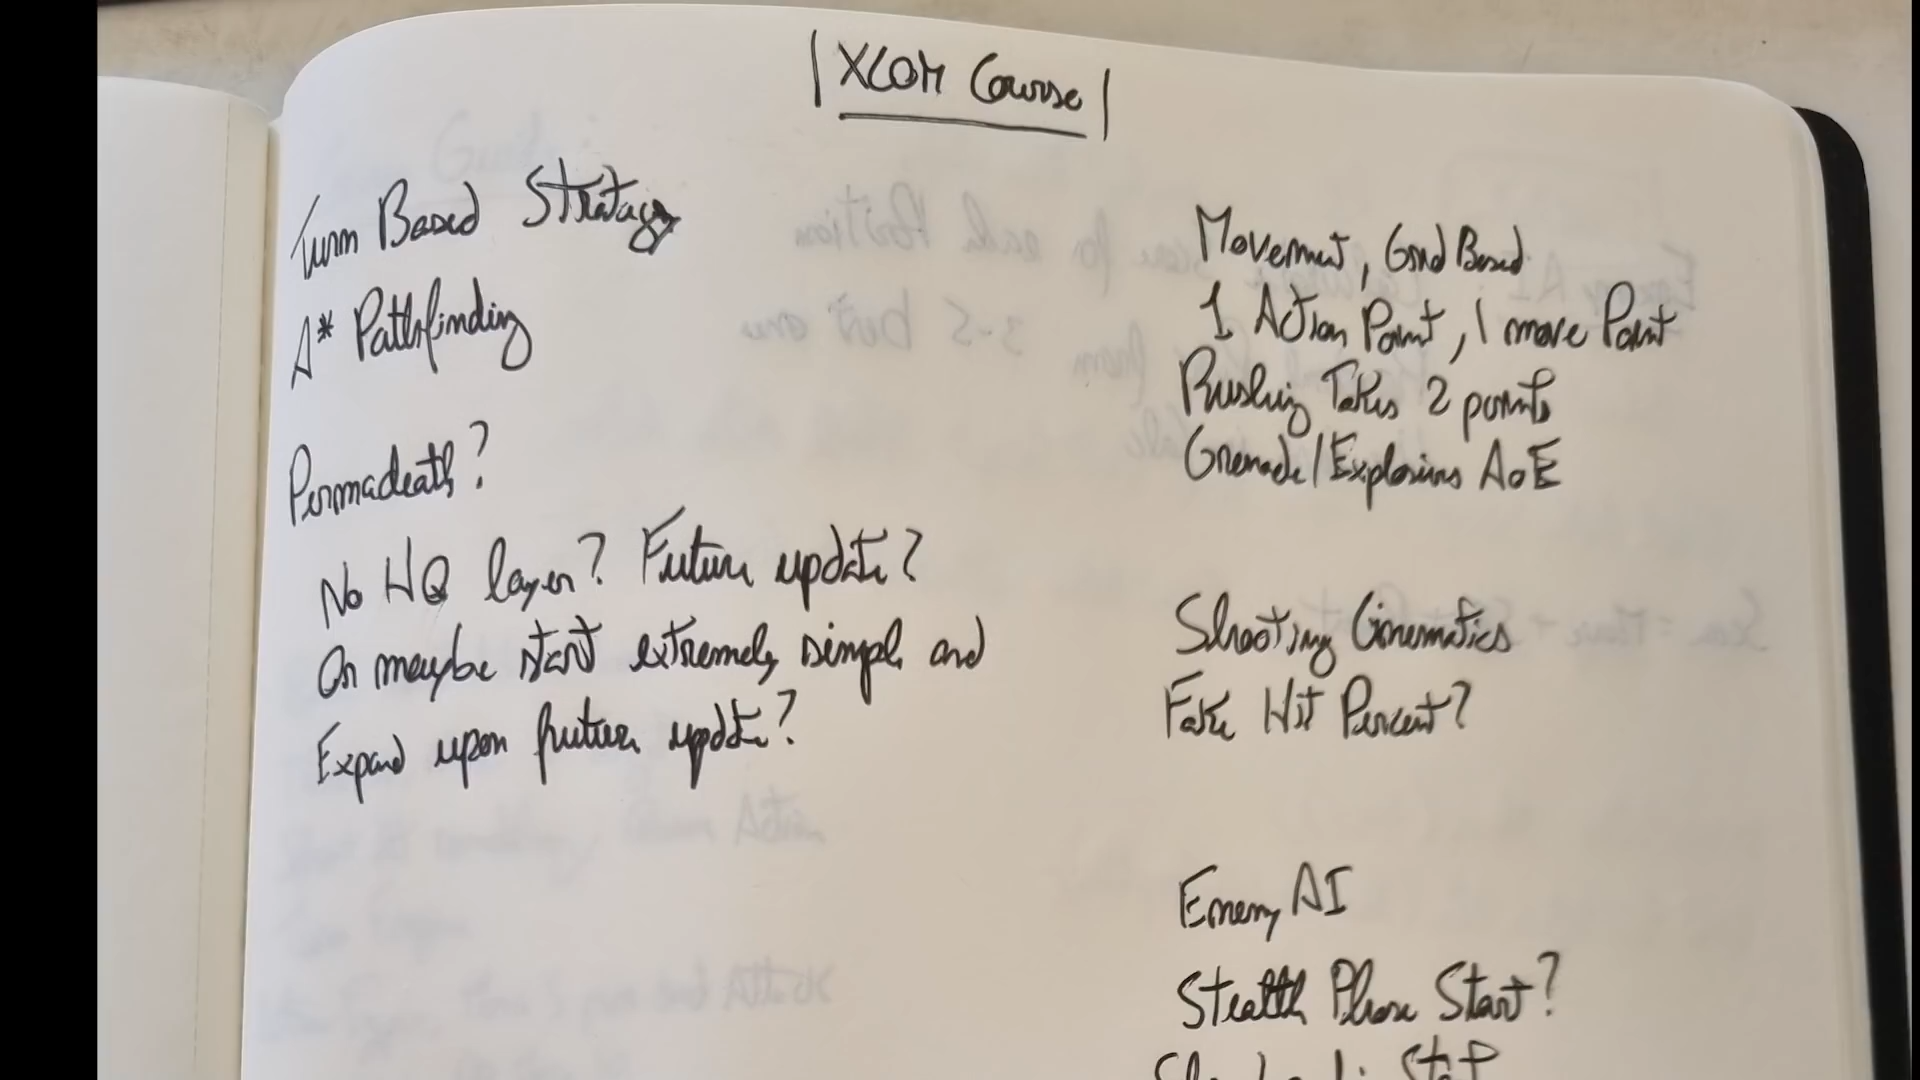 XCOM Course
Turn Based Strategy
A* Pathfinding
Permadeath?
No HQ layer? Future update?
Or maybe start extremely simple and
Expand upon future update?
Movement, Grid Based
1 Action Point, 1 move Point
Rushing Takes 2 points
Grenade/Explosions AoE
Shooting Cinematics
Fake Hit Percent?
Enemy AI
Stealth Phase Start?